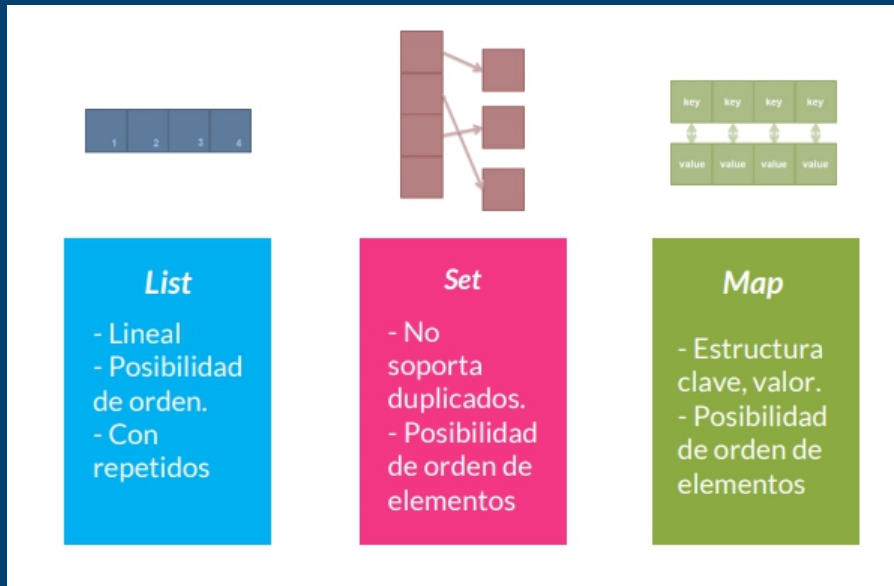 1 2 3 4
key key key key
value value value value
List
- Lineal
- Posibilidad
de orden.
- Con
repetidos
Set
- No
soporta
duplicados.
- Posibilidad
de orden de
elementos
Map
- Estructura
clave, valor.
- Posibilidad
de orden de
elementos